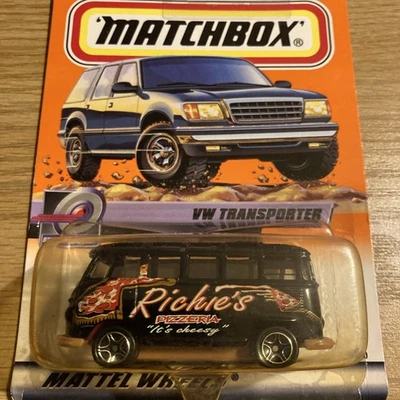 'MATCHBOX'®
VW TRANSPORTER
Richie's
PIZZERIA
"It's cheesy"
MATTEL WHEELS®